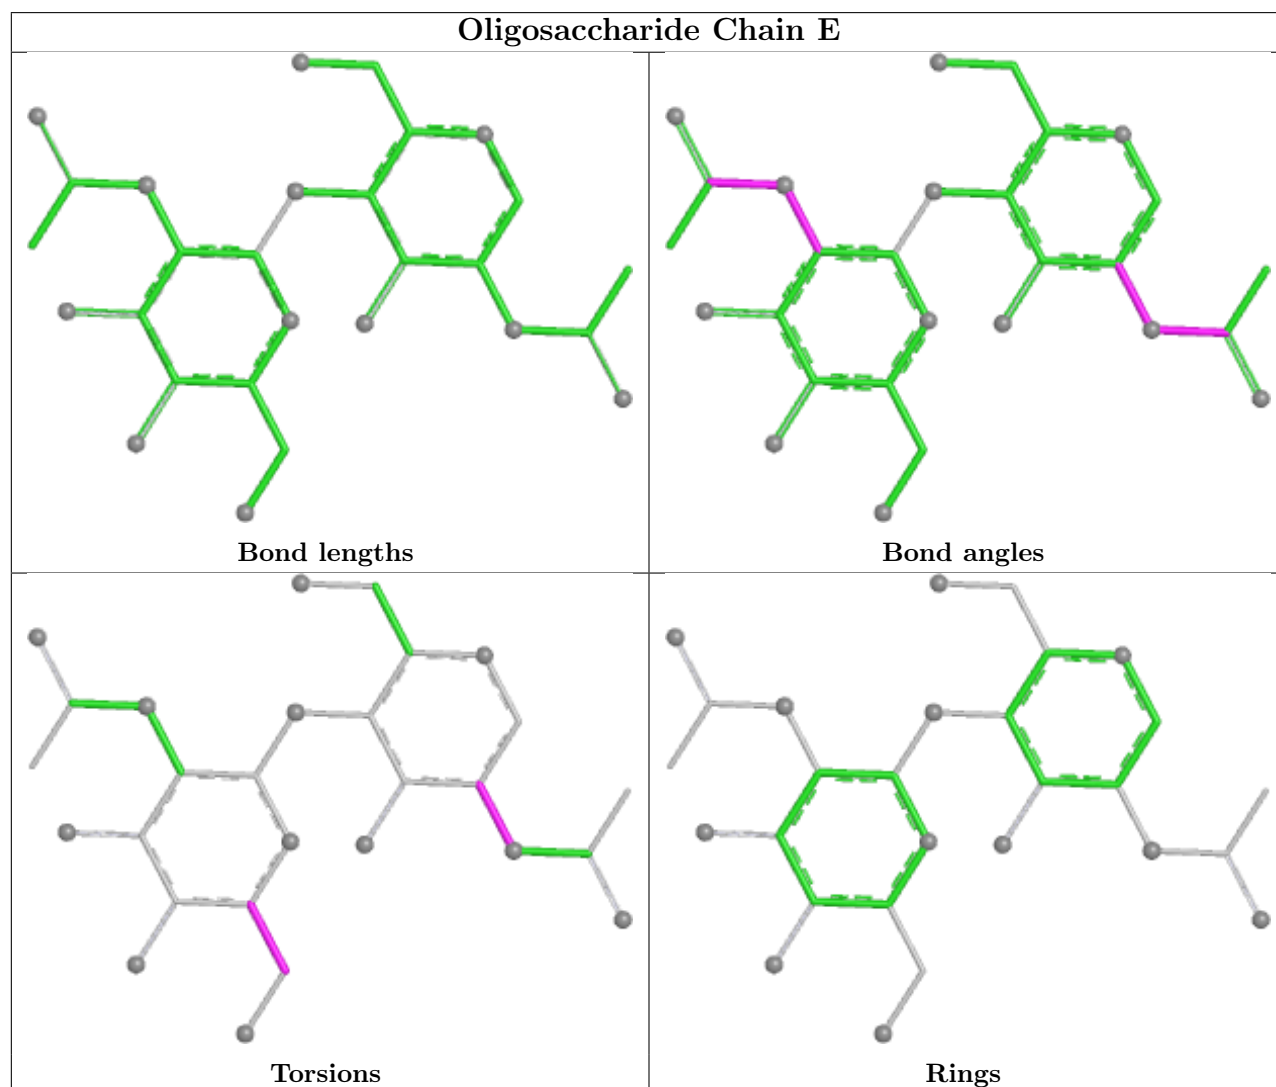 Oligosaccharide Chain E
Bond lengths
Bond angles
Torsions
Rings